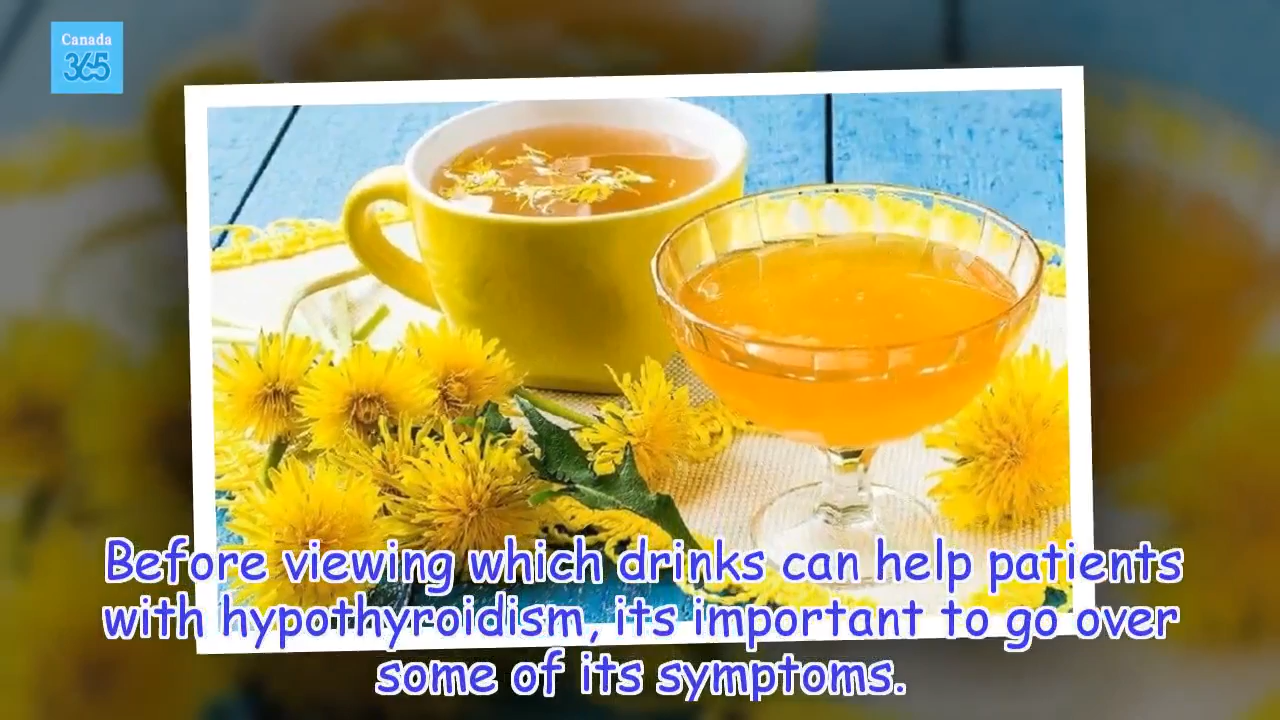 Canada
365
Before viewing which drinks can help patients
with hypothyroidism, its important to go over
some of its symptoms.